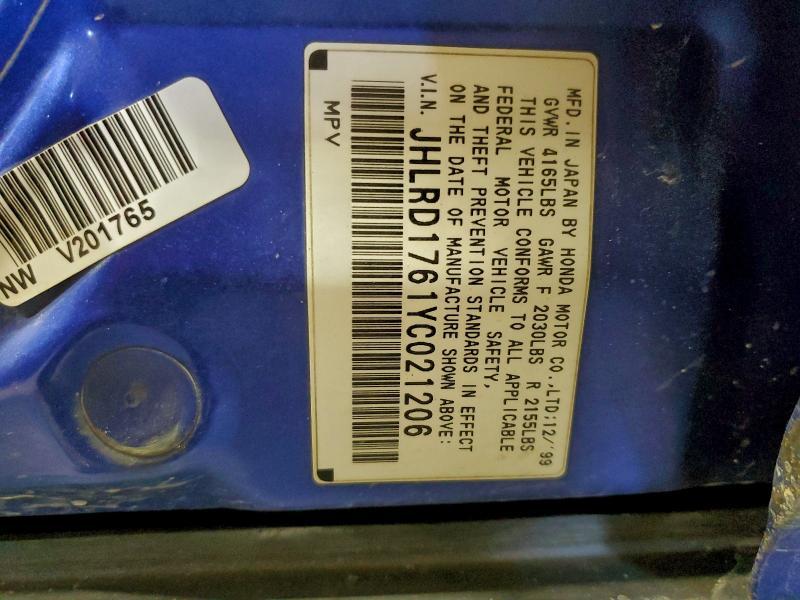 MFD. IN JAPAN BY HONDA MOTOR CO.,LTD;12/'99
GVWR 4165LBS GAWR F 2030LBS R 2155LBS
THIS VEHICLE CONFORMS TO ALL APPLICABLE
FEDERAL MOTOR VEHICLE SAFETY,
AND THEFT PREVENTION STANDARDS IN EFFECT
ON THE DATE OF MANUFACTURE SHOWN ABOVE:
V.I.N. JHLRD1761YC021206
MPV
NW V201765